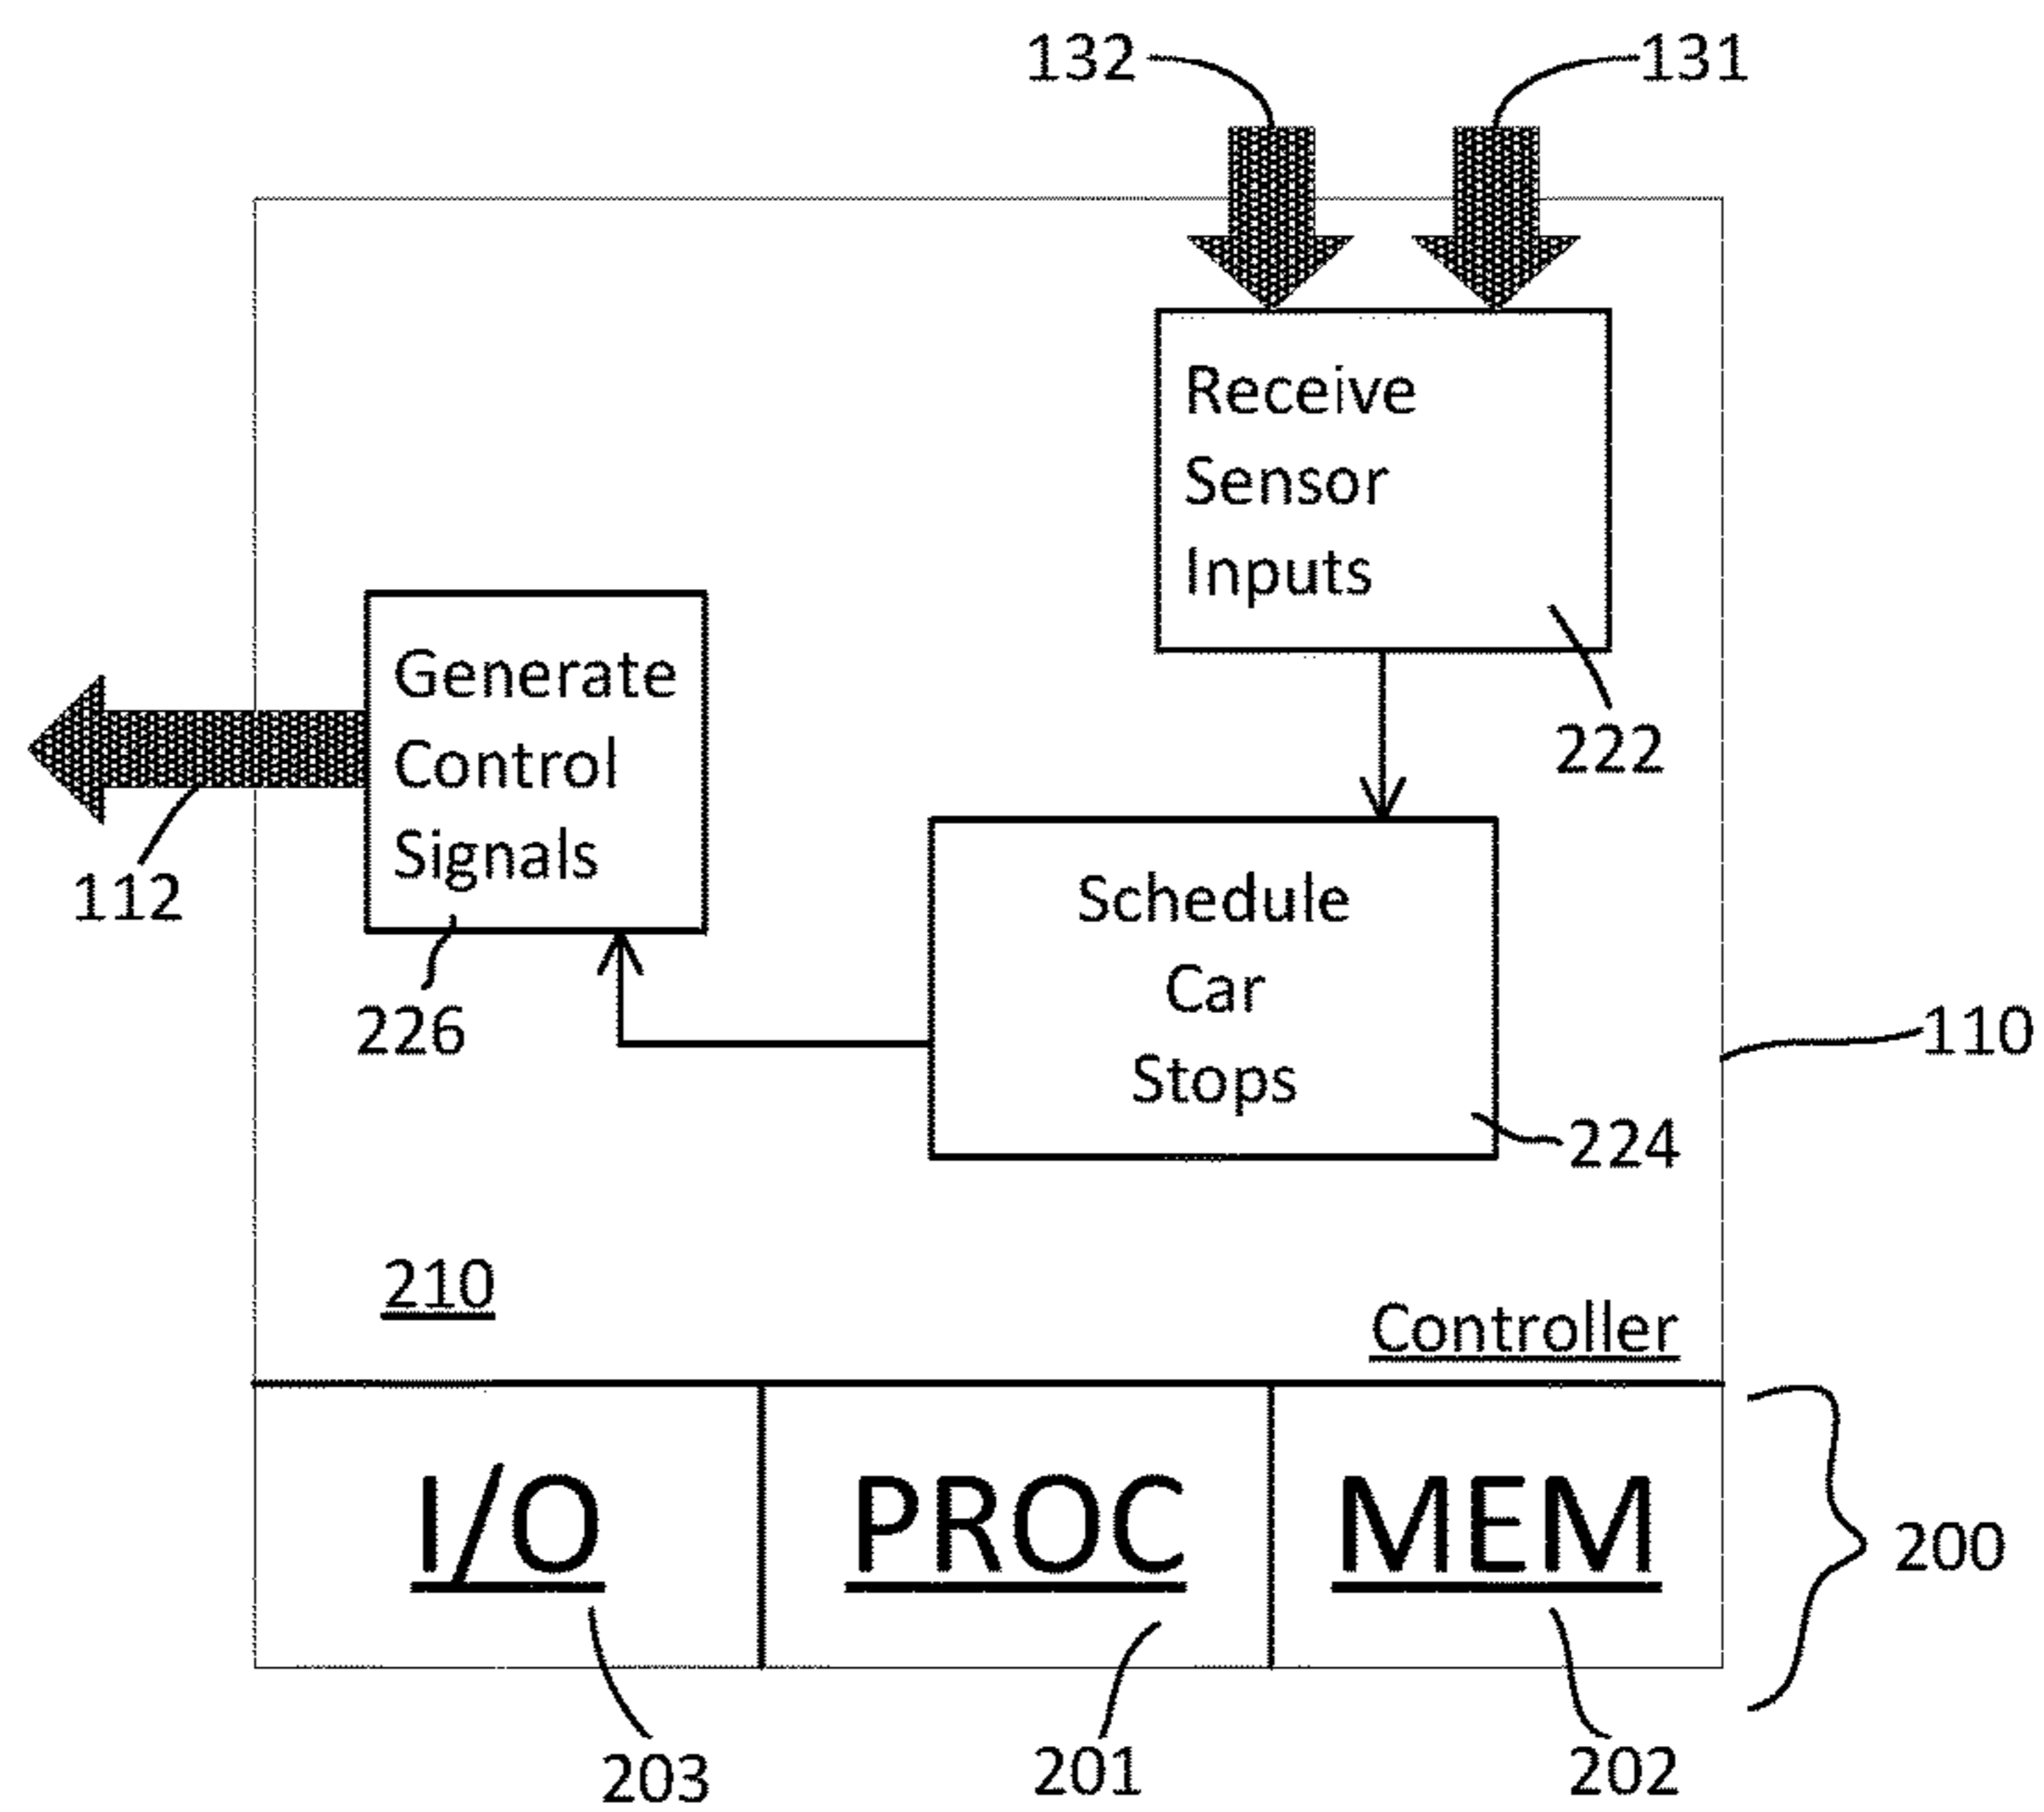 132
131
Receive
Sensor
Inputs
222
Generate
Control
Signals
112
226
Schedule
Car
Stops
110
224
210
Controller
I/O
PROC
MEM
200
203
201
202